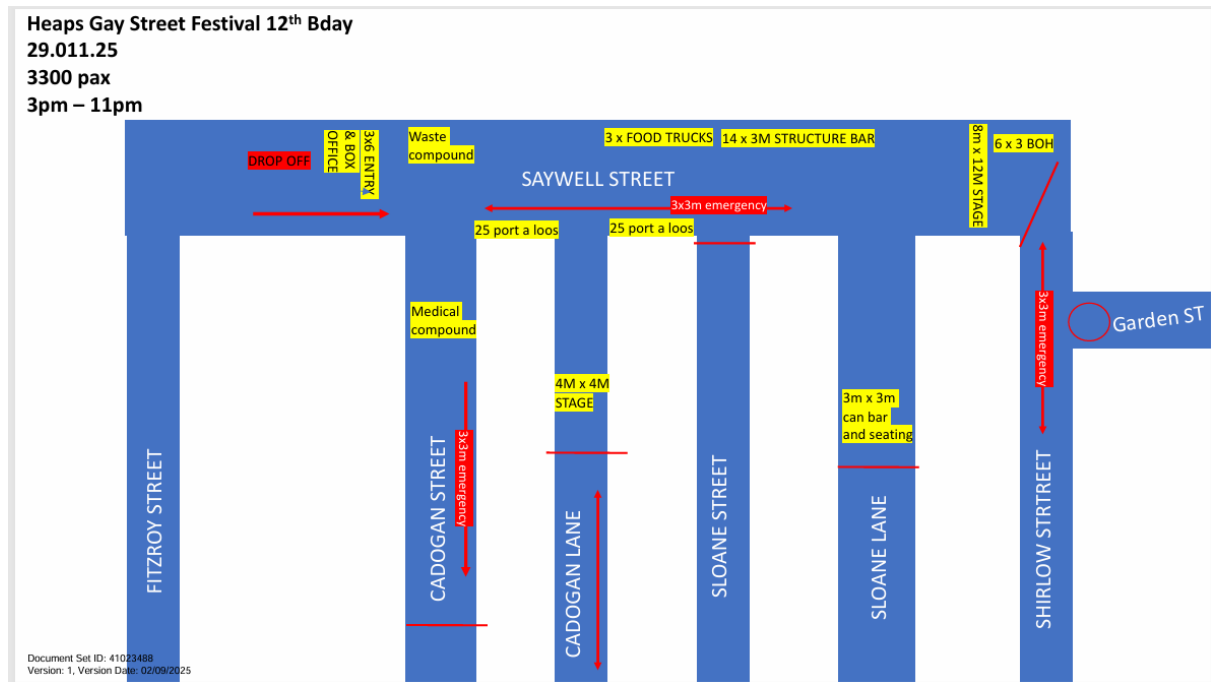 Heaps Gay Street Festival 12th Bday
29.011.25
3300 pax
3pm – 11pm
DROP OFF
3x6 ENTRY
& BOX
OFFICE
Waste
compound
3 x FOOD TRUCKS
14 x 3M STRUCTURE BAR
8m x 12M STAGE
6 x 3 BOH
SAYWELL STREET
3x3m emergency
25 port a loos
25 port a loos
Medical
compound
3x3m emergency
Garden ST
4M x 4M
STAGE
3m x 3m
can bar
and seating
3x3m emergency
FITZROY STREET
CADOGAN STREET
CADOGAN LANE
SLOANE STREET
SLOANE LANE
SHIRLOW STRTREET
Document Set ID: 41023488
Version: 1, Version Date: 02/09/2025